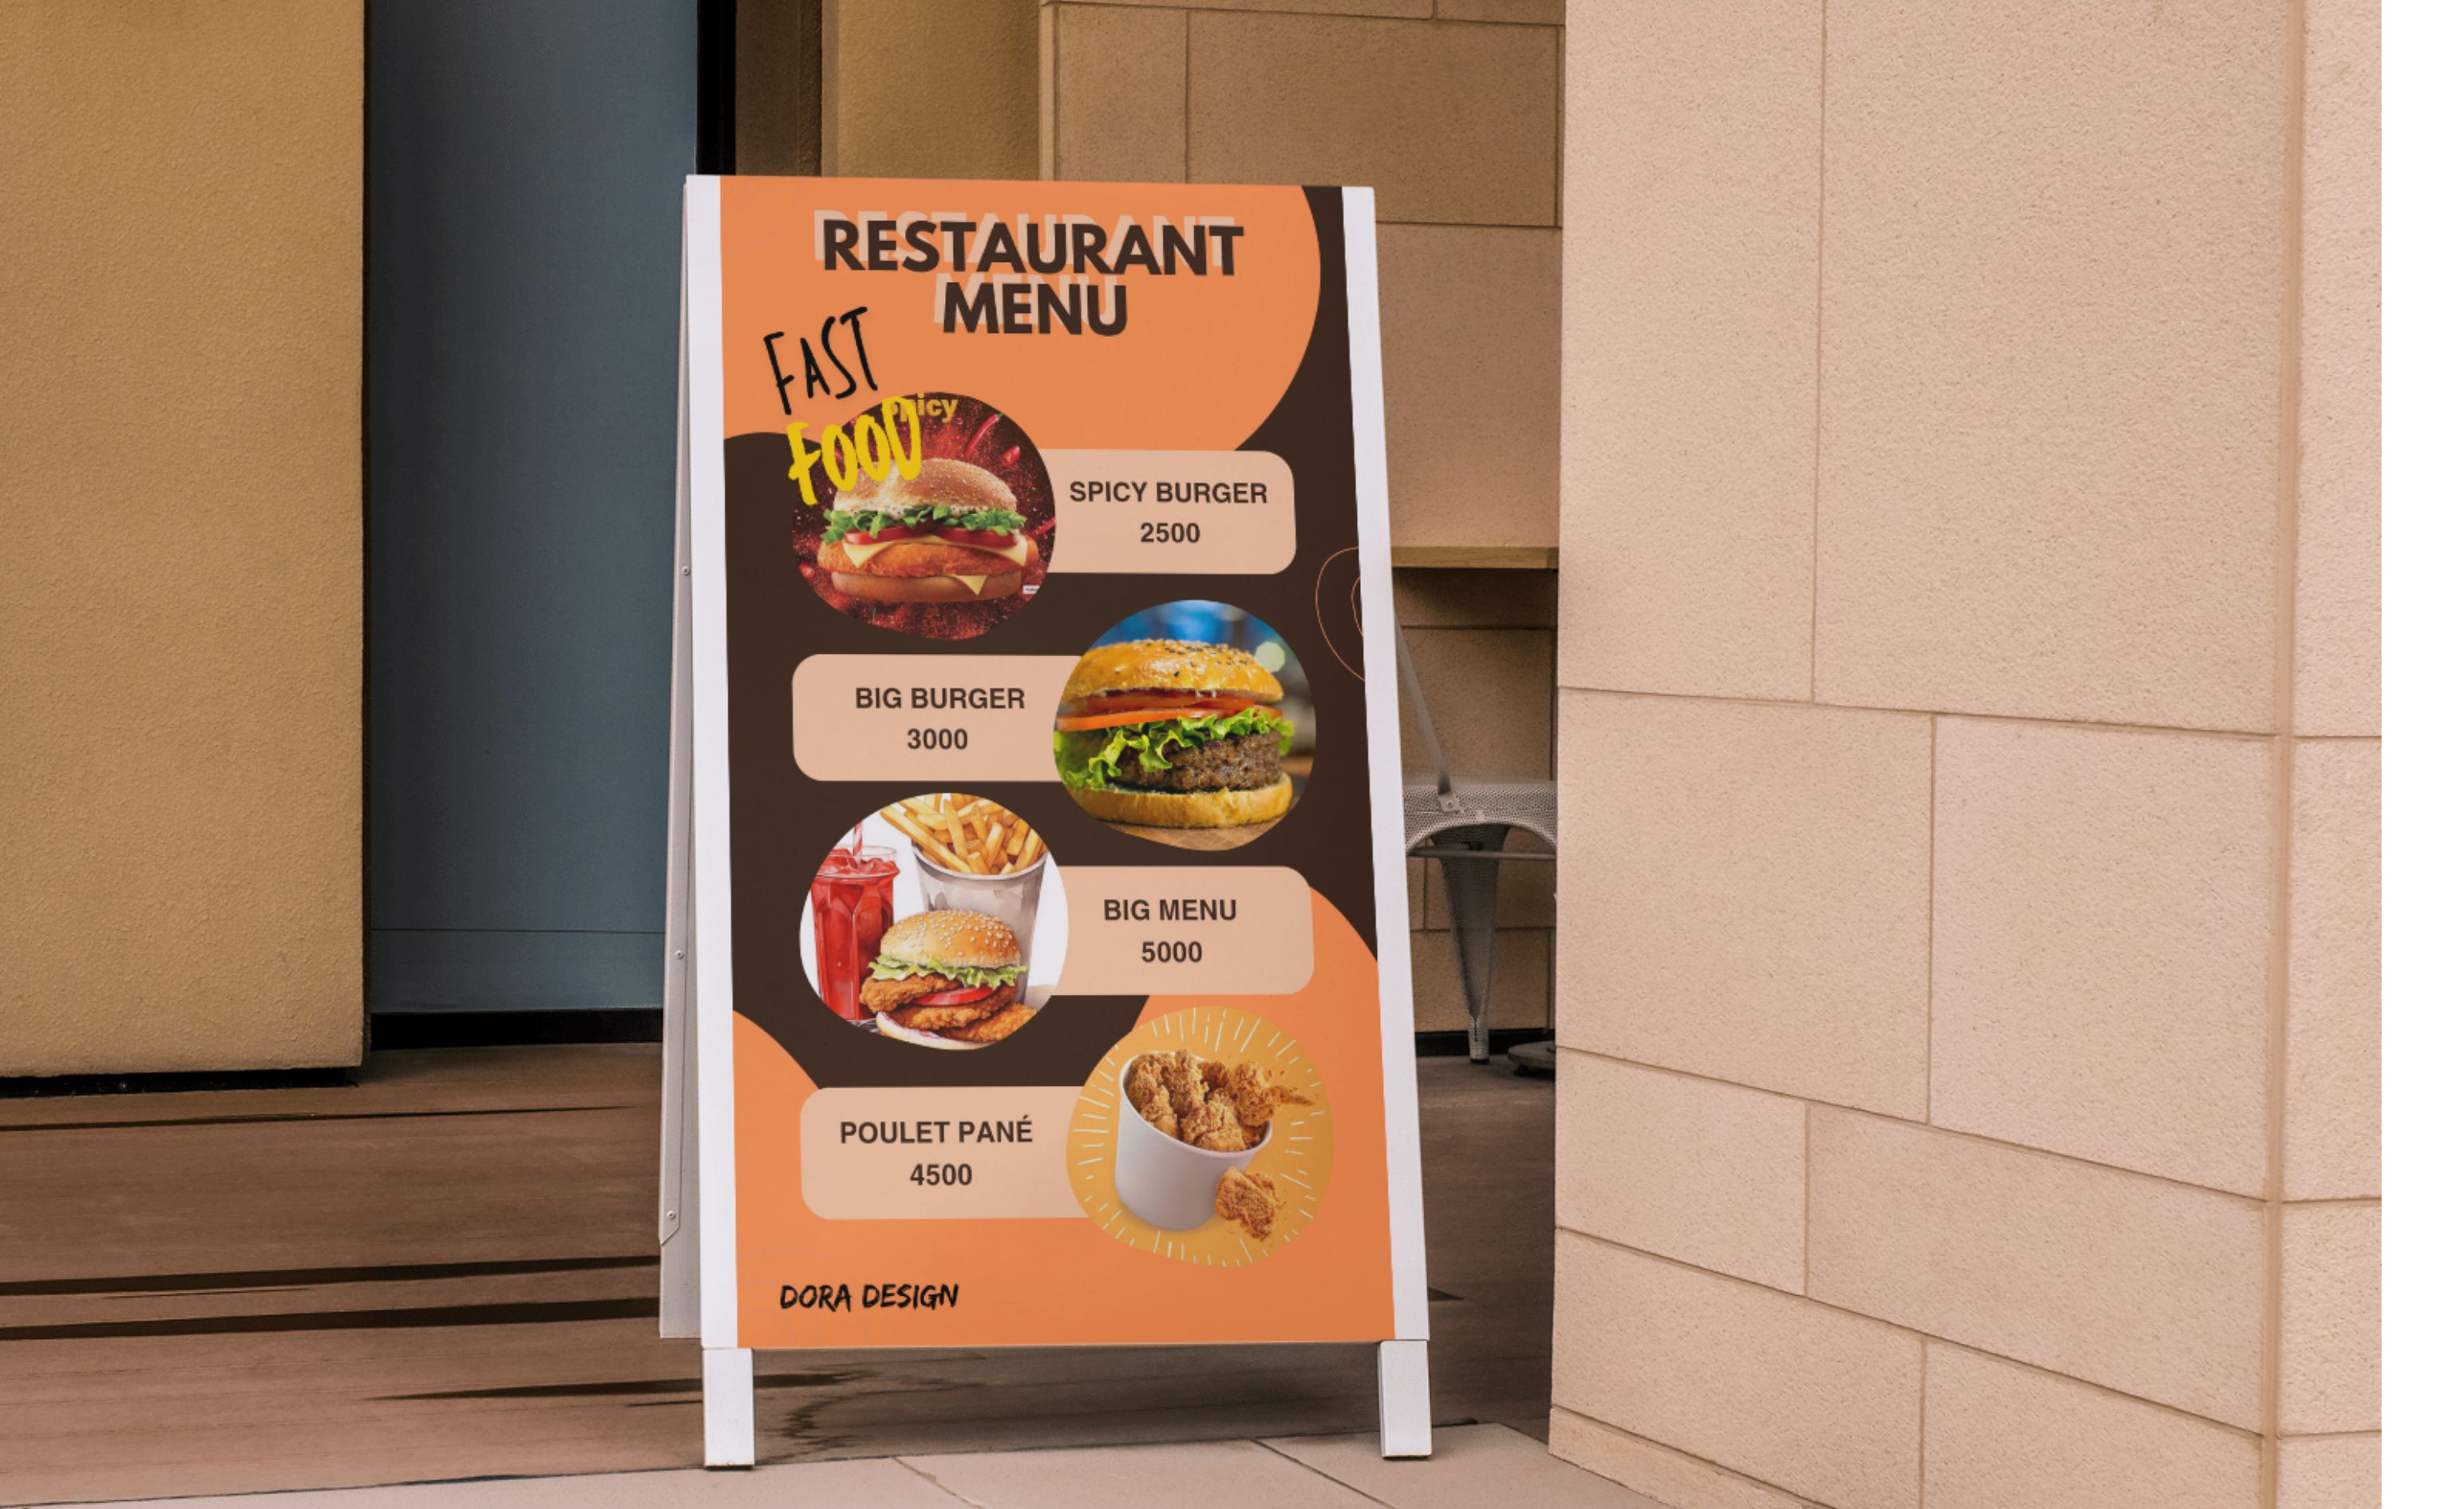 RESTAURANT
MENU
FAST
FOOD
SPICY BURGER
2500
BIG BURGER
3000
BIG MENU
5000
POULET PANÉ
4500
DORA DESIGN